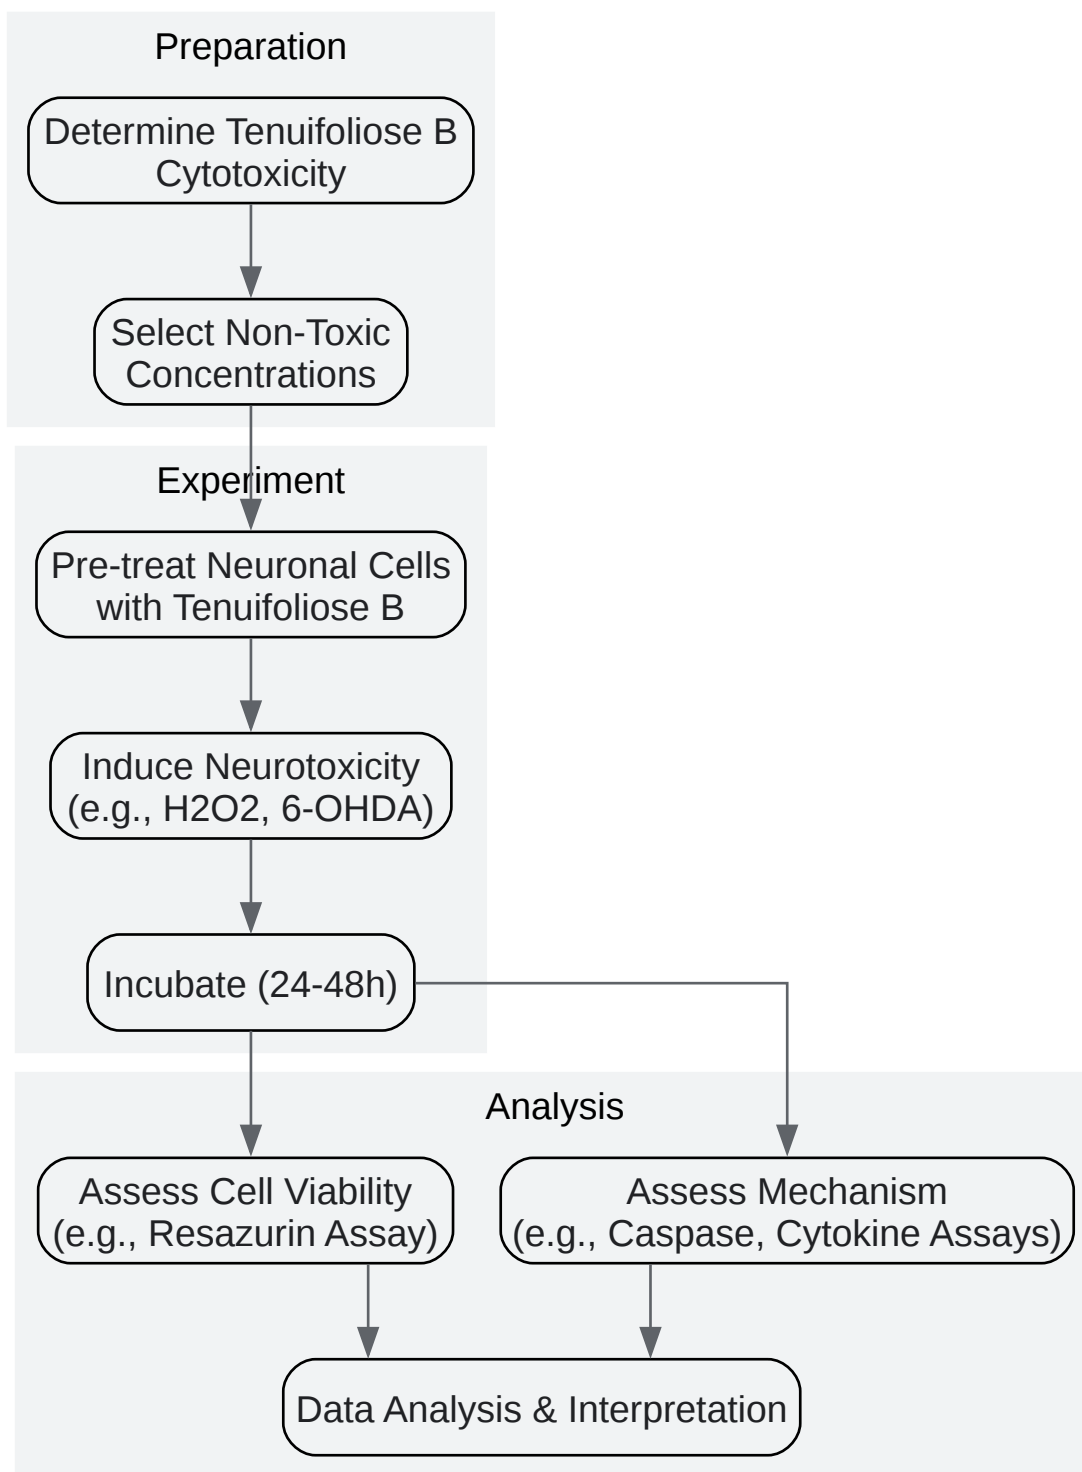 Preparation
Determine Tenuifoliose B
Cytotoxicity
Select Non-Toxic
Concentrations
Experiment
Pre-treat Neuronal Cells
with Tenuifoliose B
Induce Neurotoxicity
(e.g., H2O2, 6-OHDA)
Incubate (24-48h)
Analysis
Assess Cell Viability
(e.g., Resazurin Assay)
Assess Mechanism
(e.g., Caspase, Cytokine Assays)
Data Analysis & Interpretation